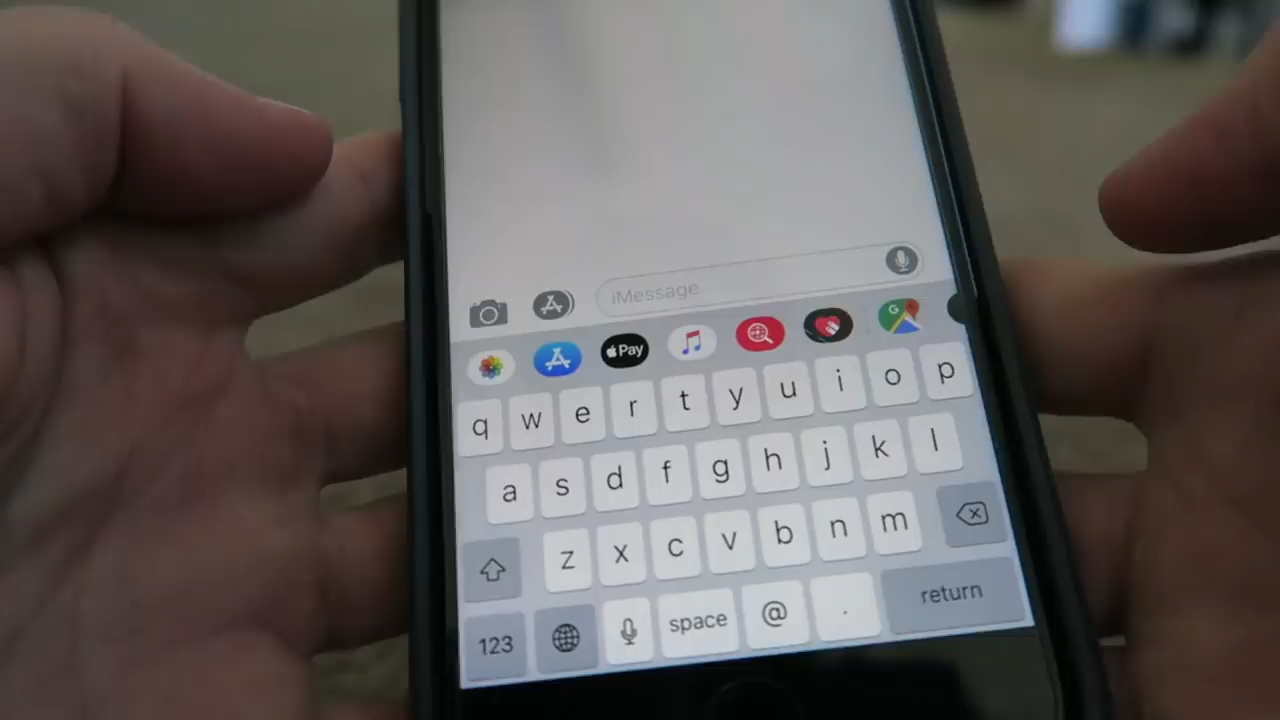 iMessage
Pay
G
q w e r t y u i o p
a s d f g h j k l
z x c v b n m
123 space @ . return